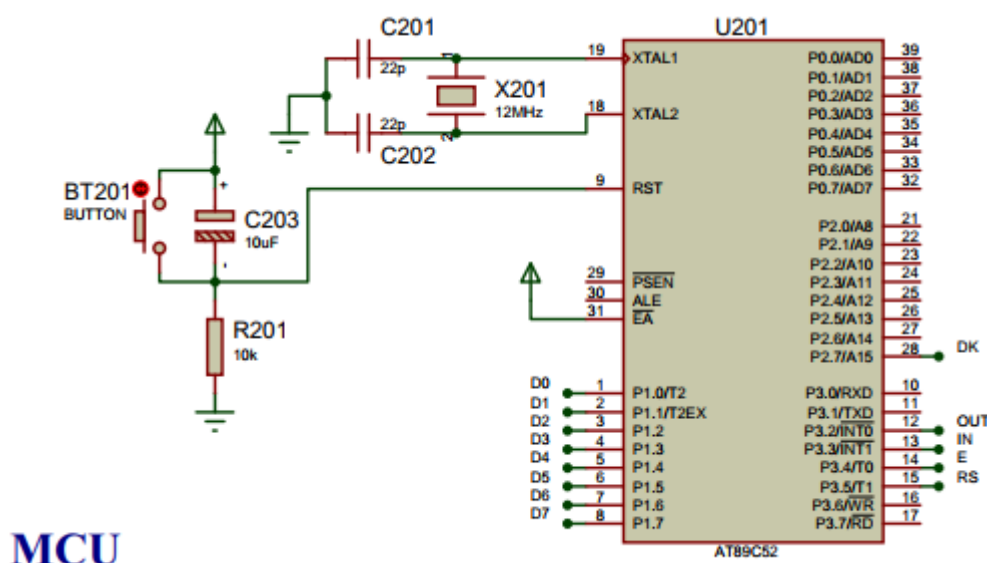 C201
22p
X201
12MHz
22p
C202
1
2
BT201
BUTTON
+
C203
10uF
-
R201
10k
U201
19 XTAL1
18 XTAL2
9 RST
29 PSEN
30 ALE
31 EA
D0 1 P1.0/T2
D1 2 P1.1/T2EX
D2 3 P1.2
D3 4 P1.3
D4 5 P1.4
D5 6 P1.5
D6 7 P1.6
D7 8 P1.7
P0.0/AD0 39
P0.1/AD1 38
P0.2/AD2 37
P0.3/AD3 36
P0.4/AD4 35
P0.5/AD5 34
P0.6/AD6 33
P0.7/AD7 32
P2.0/A8 21
P2.1/A9 22
P2.2/A10 23
P2.3/A11 24
P2.4/A12 25
P2.5/A13 26
P2.6/A14 27
P2.7/A15 28 DK
P3.0/RXD 10
P3.1/TXD 11
P3.2/INT0 12 OUT
P3.3/INT1 13 IN
P3.4/T0 14 E
P3.5/T1 15 RS
P3.6/WR 16
P3.7/RD 17
AT89C52
MCU